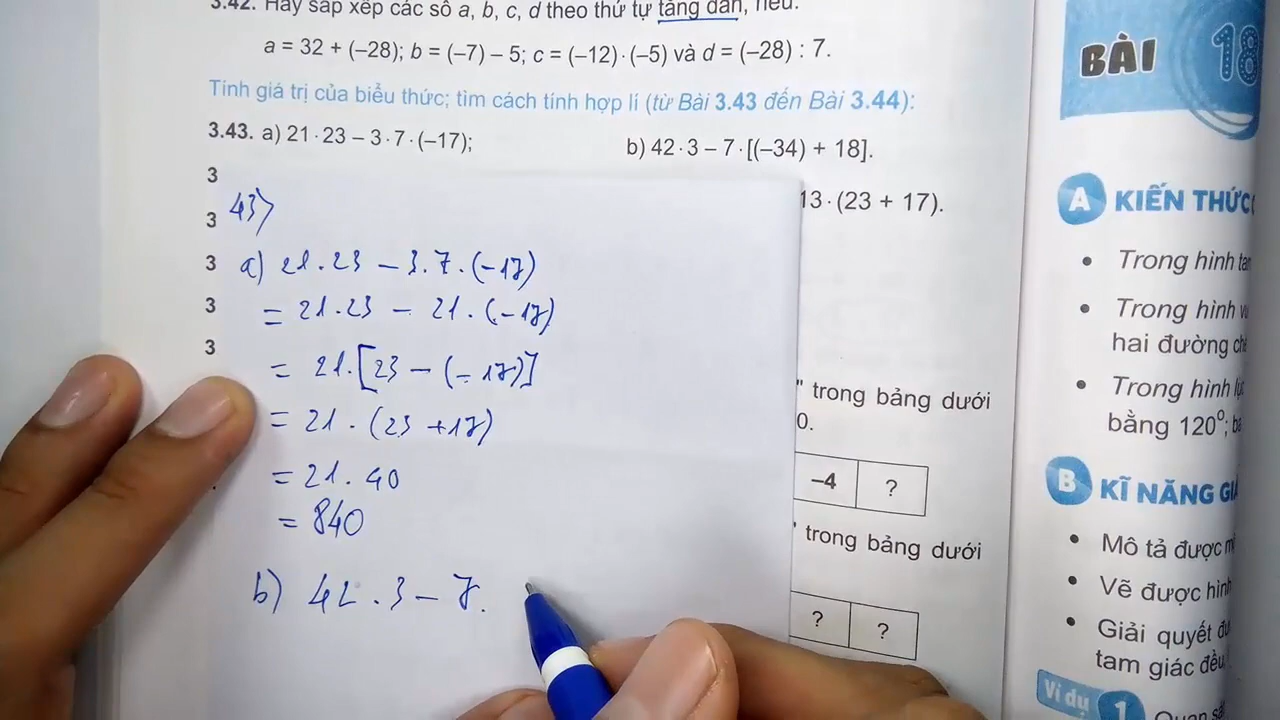 3.42. Hãy sắp xếp các số a, b, c, d theo thứ tự tăng dần, nếu:
a = 32 + (–28); b = (–7) – 5; c = (–12) · (–5) và d = (–28) : 7.
Tính giá trị của biểu thức; tìm cách tính hợp lí (từ Bài 3.43 đến Bài 3.44):
3.43. a) 21 · 23 – 3 · 7 · (–17);
b) 42 · 3 – 7 · [(–34) + 18].
3
13 · (23 + 17).
3
3
3
3
43)
a) 21.23 – 3.7.(–17)
= 21.23 – 21.(–17)
= 21.[23 – (–17)]
= 21.(23 + 17)
= 21.40
= 840
b) 42.3 – 7.
" trong bảng dưới
0.
–4 ?
" trong bảng dưới
? ?
BÀI 18
A KIẾN THỨC
• Trong hình
• Trong hình
hai đường
• Trong hình
bằng 120°;
B KĨ NĂNG
• Mô tả được
• Vẽ được hình
• Giải quyết
tam giác đều
Ví dụ 1